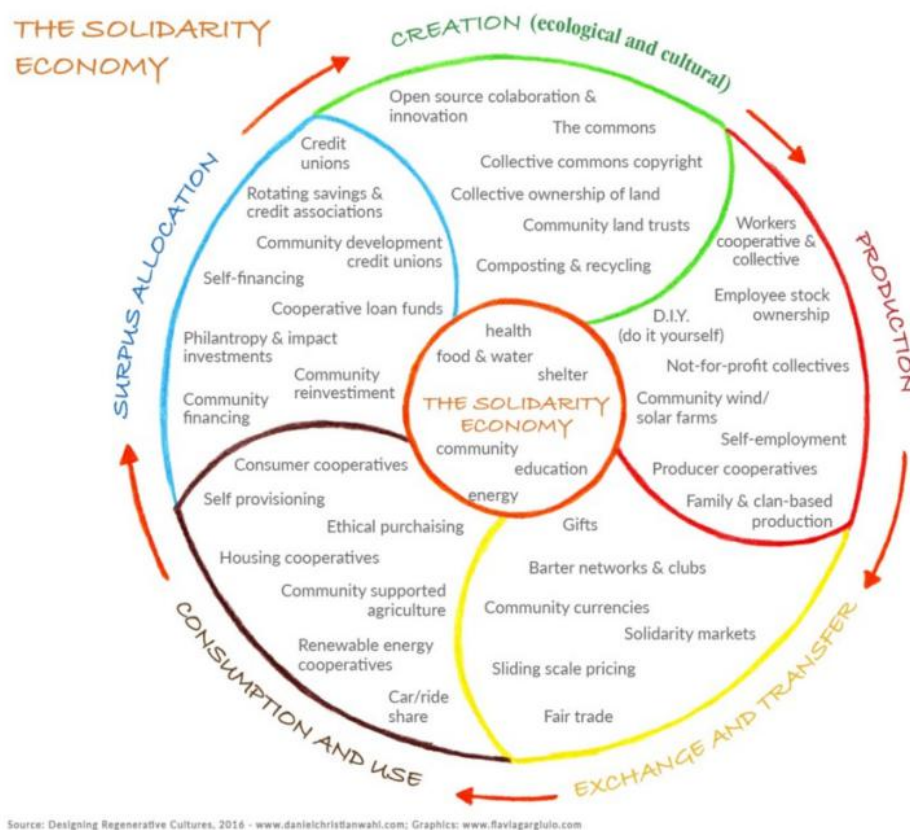 THE SOLIDARITY
ECONOMY
CREATION (ecological and cultural)
Open source colaboration &
innovation
The commons
Collective commons copyright
Collective ownership of land
Community land trusts
Composting & recycling
PRODUCTION
Workers
cooperative &
collective
Employee stock
ownership
D.I.Y.
(do it yourself)
Not-for-profit collectives
Community wind/
solar farms
Self-employment
Producer cooperatives
Family & clan-based
production
EXCHANGE AND TRANSFER
Gifts
Barter networks & clubs
Community currencies
Solidarity markets
Sliding scale pricing
Fair trade
CONSUMPTION AND USE
Consumer cooperatives
Self provisioning
Ethical purchaising
Housing cooperatives
Community supported
agriculture
Renewable energy
cooperatives
Car/ride
share
SURPUS ALLOCATION
Credit
unions
Rotating savings &
credit associations
Community development
credit unions
Self-financing
Cooperative loan funds
Philantropy & impact
investments
Community
reinvestiment
Community
financing
health
food & water
shelter
THE SOLIDARITY
ECONOMY
community
education
energy
Source: Designing Regenerative Cultures, 2016 - www.danielchristianwahl.com; Graphics: www.flaviagargiulo.com